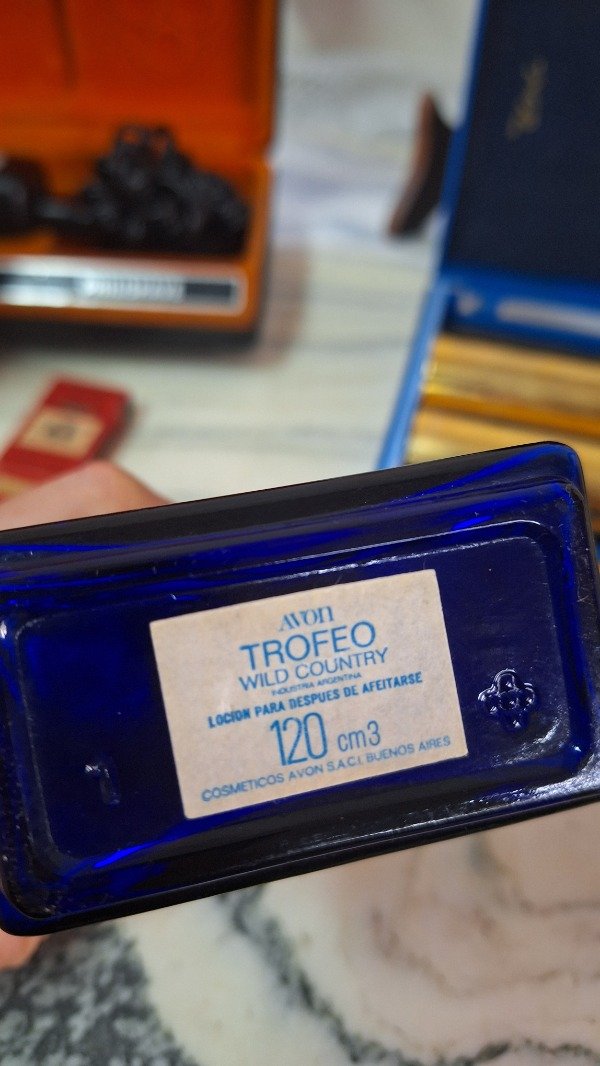 AVON
TROFEO
WILD COUNTRY
INDUSTRIA ARGENTINA
LOCION PARA DESPUES DE AFEITARSE
120 cm3
COSMETICOS AVON S.A.C.I. BUENOS AIRES